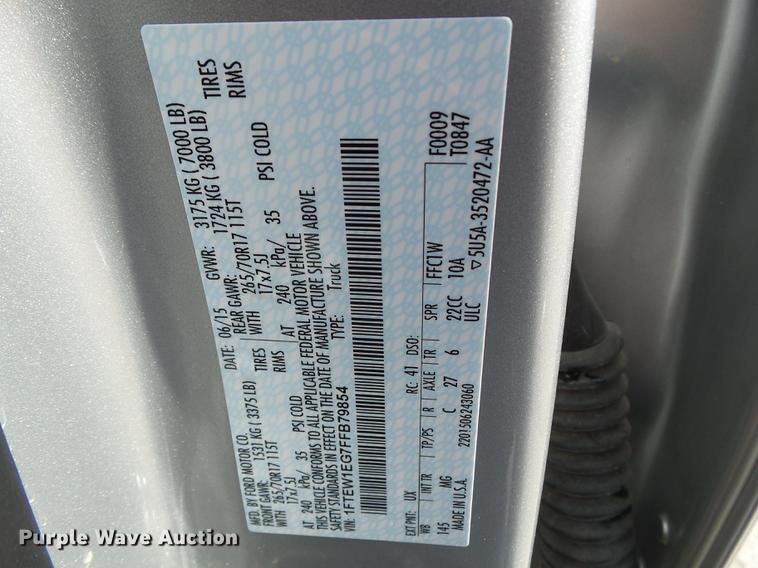 MFD. BY FORD MOTOR CO. DATE: 06/15 GVWR: 3175 KG ( 7000 LB)
FRONT GAWR: 1531 KG ( 3375 LB) REAR GAWR: 1724 KG ( 3800 LB)
WITH 265/70R17 115T TIRES WITH 265/70R17 115T TIRES
17x7.5J RIMS 17x7.5J RIMS
AT 240 kPa/ 35 PSI COLD AT 240 kPa/ 35 PSI COLD
THIS VEHICLE CONFORMS TO ALL APPLICABLE FEDERAL MOTOR VEHICLE
SAFETY STANDARDS IN EFFECT ON THE DATE OF MANUFACTURE SHOWN ABOVE.
VIN: 1FTEW1EG7FFB79854 TYPE: Truck
F0009
T0847
EXT PNT: UX RC: 41 DSO: FFC1W
WB INT TR TP/PS R AXLE TR SPR
145 MG C 27 6 22CC 10A
MADE IN U.S.A. 2201506243060 ULC ▽5U5A-3520472-AA
Purple Wave Auction